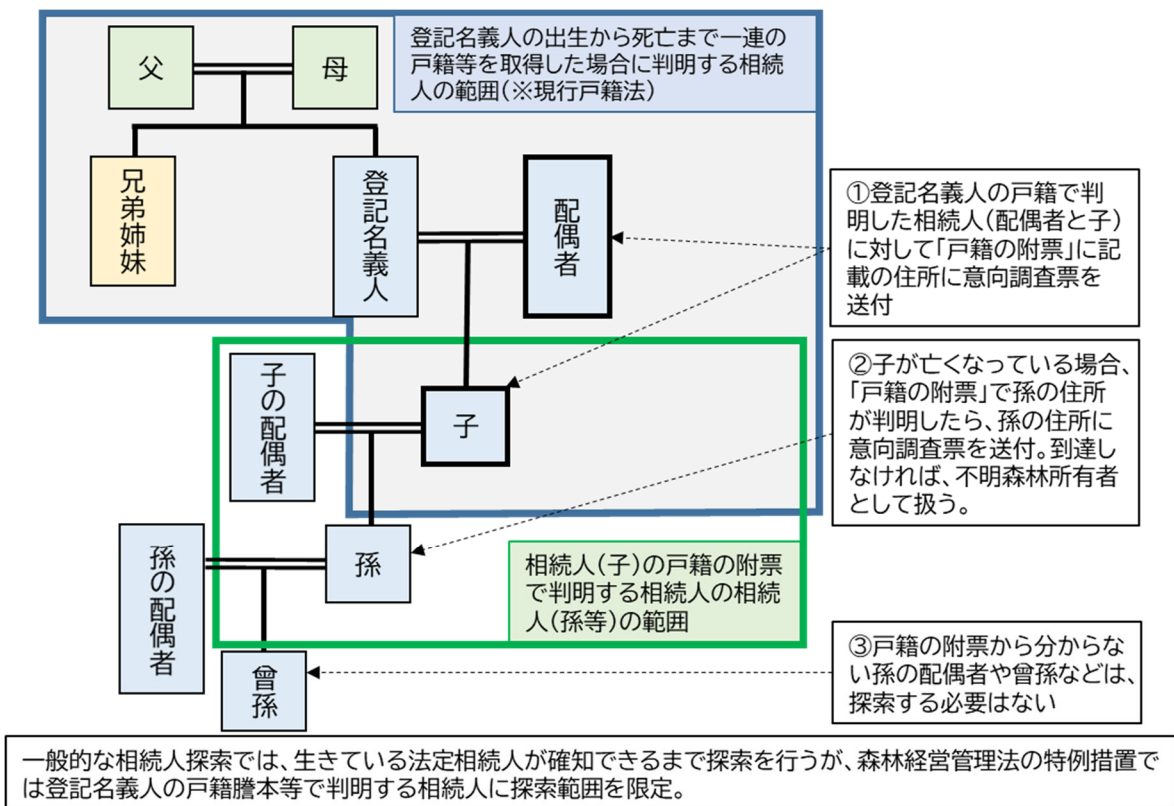 父
母
登記名義人の出生から死亡まで一連の
戸籍等を取得した場合に判明する相続
人の範囲(※現行戸籍法)
兄弟姉妹
登記名義人
配偶者
①登記名義人の戸籍で判
明した相続人(配偶者と子)
に対して「戸籍の附票」に記
載の住所に意向調査票を
送付
子の配偶者
子
②子が亡くなっている場合、
「戸籍の附票」で孫の住所
が判明したら、孫の住所に
意向調査票を送付。到達し
なければ、不明森林所有者
として扱う。
孫の配偶者
孫
相続人(子)の戸籍の附票
で判明する相続人の相続
人(孫等)の範囲
曾孫
③戸籍の附票から分からな
い孫の配偶者や曾孫などは、
探索する必要はない
一般的な相続人探索では、生きている法定相続人が確知できるまで探索を行うが、森林経営管理法の特例措置で
は登記名義人の戸籍謄本等で判明する相続人に探索範囲を限定。